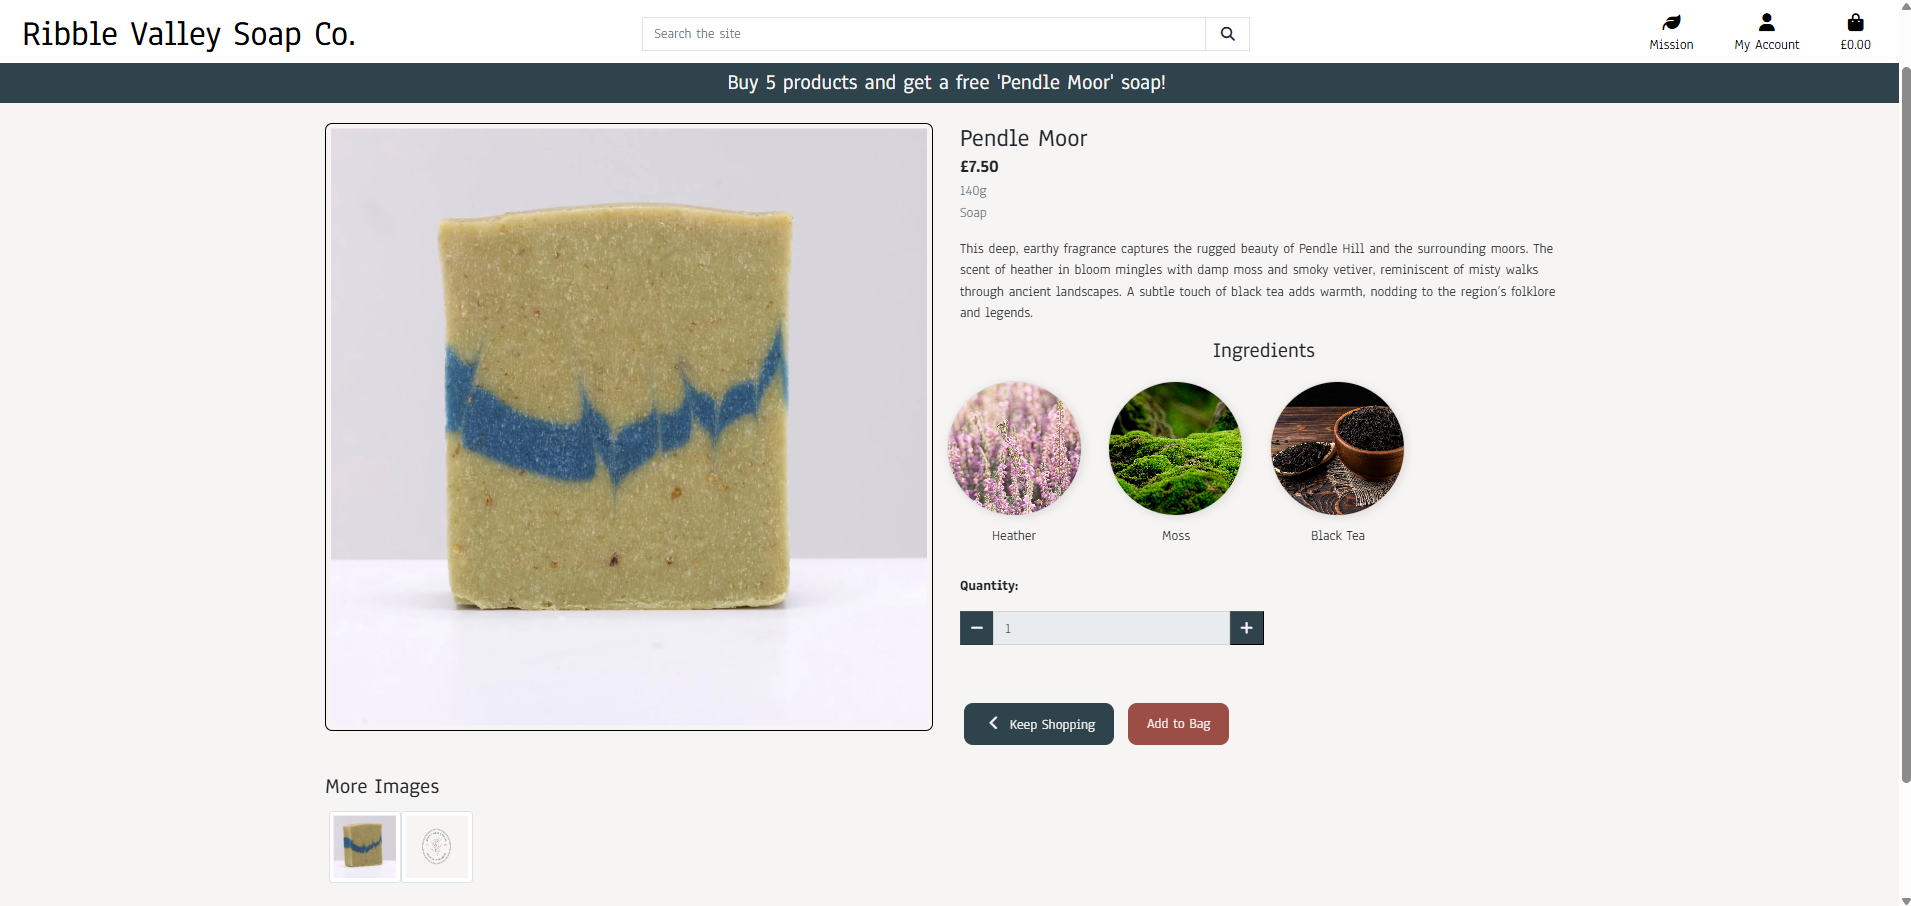 Ribble Valley Soap Co.
Search the site
Mission
My Account
£0.00
Buy 5 products and get a free 'Pendle Moor' soap!
Pendle Moor
£7.50
140g
Soap
This deep, earthy fragrance captures the rugged beauty of Pendle Hill and the surrounding moors. The
scent of heather in bloom mingles with damp moss and smoky vetiver, reminiscent of misty walks
through ancient landscapes. A subtle touch of black tea adds warmth, nodding to the region’s folklore
and legends.
Ingredients
Heather
Moss
Black Tea
Quantity:
1
Keep Shopping
Add to Bag
More Images